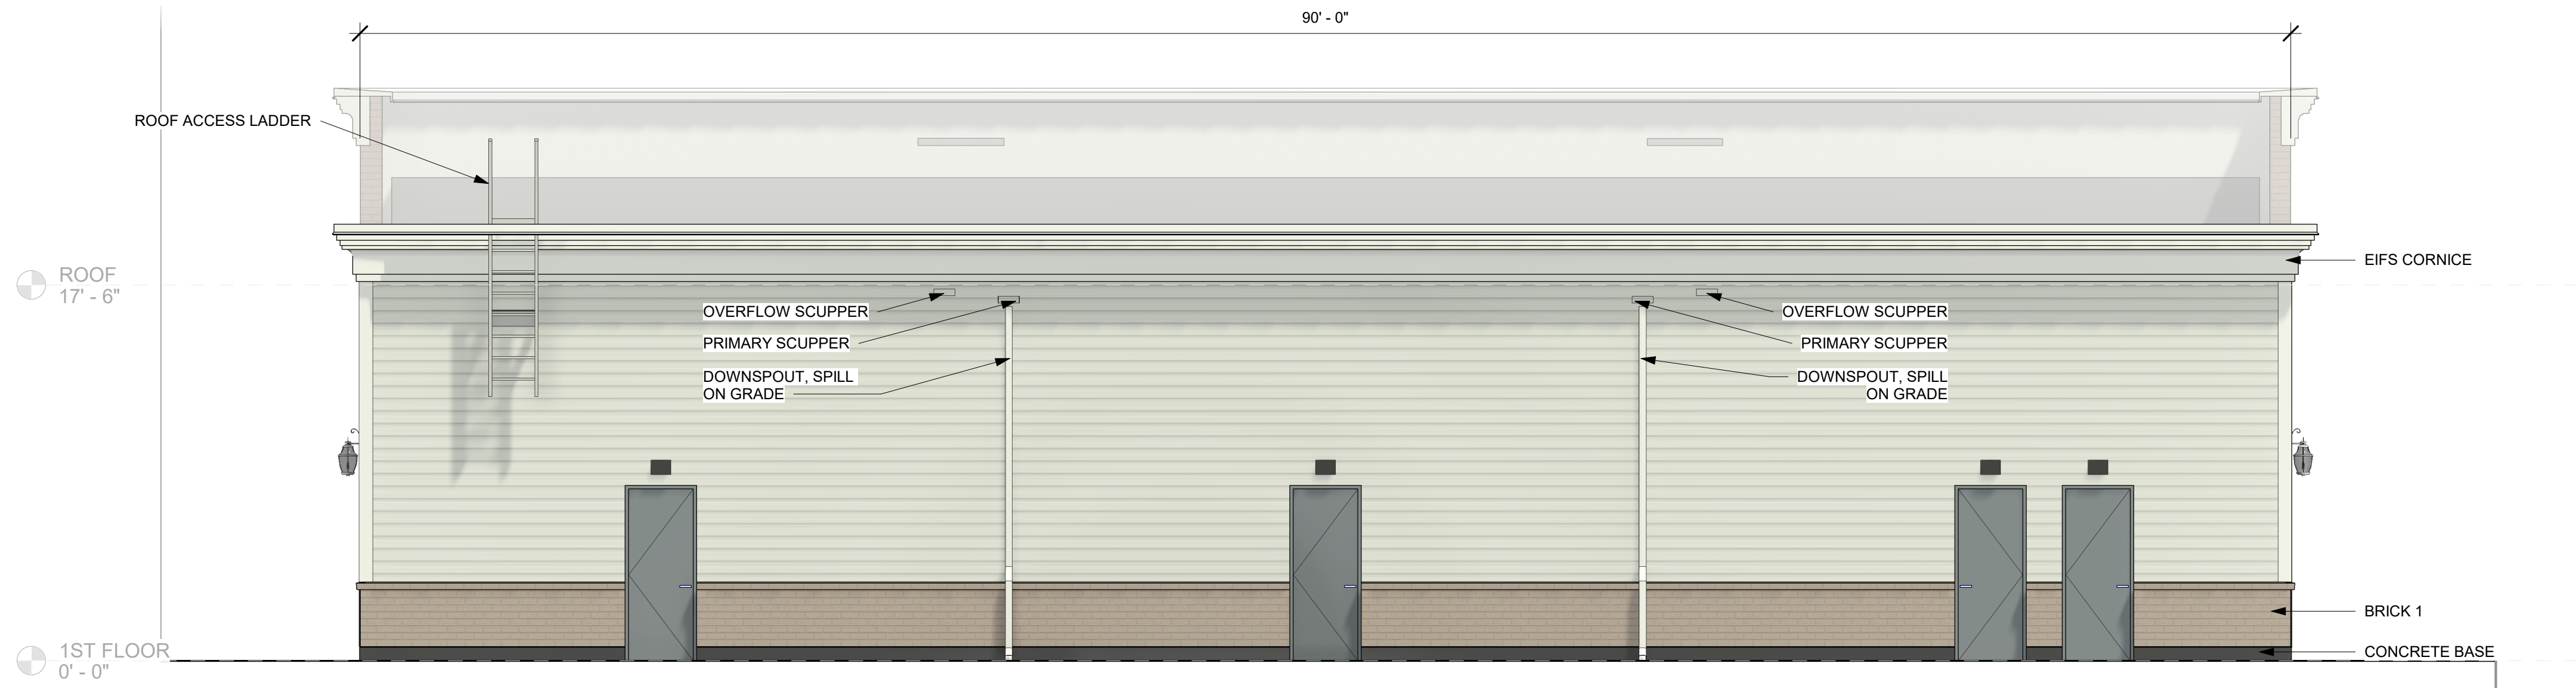 90' - 0"
ROOF ACCESS LADDER
EIFS CORNICE
ROOF
17' - 6"
OVERFLOW SCUPPER
OVERFLOW SCUPPER
PRIMARY SCUPPER
PRIMARY SCUPPER
DOWNSPOUT, SPILL
ON GRADE
DOWNSPOUT, SPILL
ON GRADE
BRICK 1
1ST FLOOR
0' - 0"
CONCRETE BASE